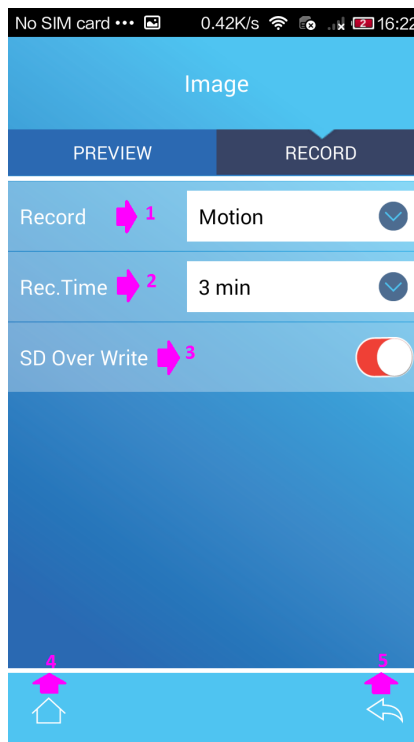 No SIM card ••• 0.42K/s 2 16:22
Image
PREVIEW RECORD
Record 1 Motion
Rec.Time 2 3 min
SD Over Write 3
4 5